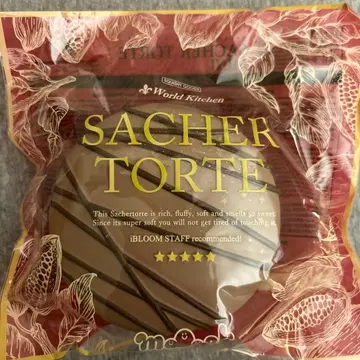 World Kitchen
SACHER
TORTE
This Sachertorte is rich, fluffy, soft and smells so sweet.
Since its super soft you will not get tired of touching it.
iBLOOM STAFF recommended!